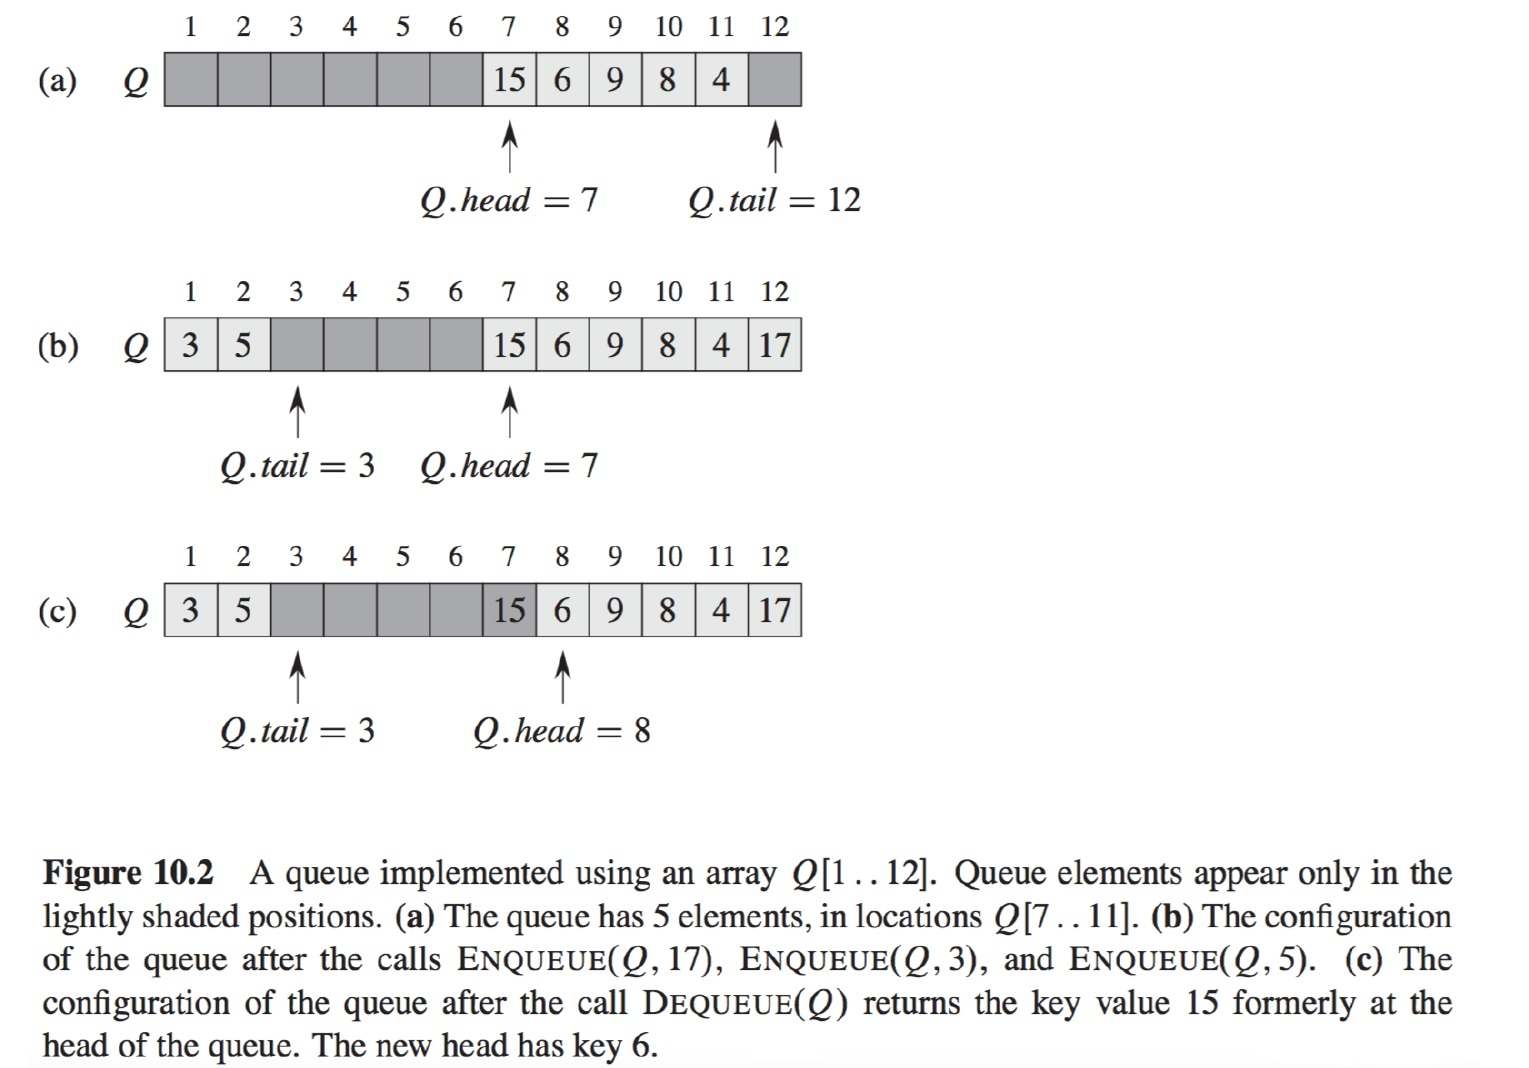 1 2 3 4 5 6 7 8 9 10 11 12
(a) Q 15 6 9 8 4
Q.head = 7 Q.tail = 12
1 2 3 4 5 6 7 8 9 10 11 12
(b) Q 3 5 15 6 9 8 4 17
Q.tail = 3 Q.head = 7
1 2 3 4 5 6 7 8 9 10 11 12
(c) Q 3 5 15 6 9 8 4 17
Q.tail = 3 Q.head = 8
Figure 10.2 A queue implemented using an array Q[1 . . 12]. Queue elements appear only in the
lightly shaded positions. (a) The queue has 5 elements, in locations Q[7 . . 11]. (b) The configuration
of the queue after the calls ENQUEUE(Q, 17), ENQUEUE(Q, 3), and ENQUEUE(Q, 5). (c) The
configuration of the queue after the call DEQUEUE(Q) returns the key value 15 formerly at the
head of the queue. The new head has key 6.